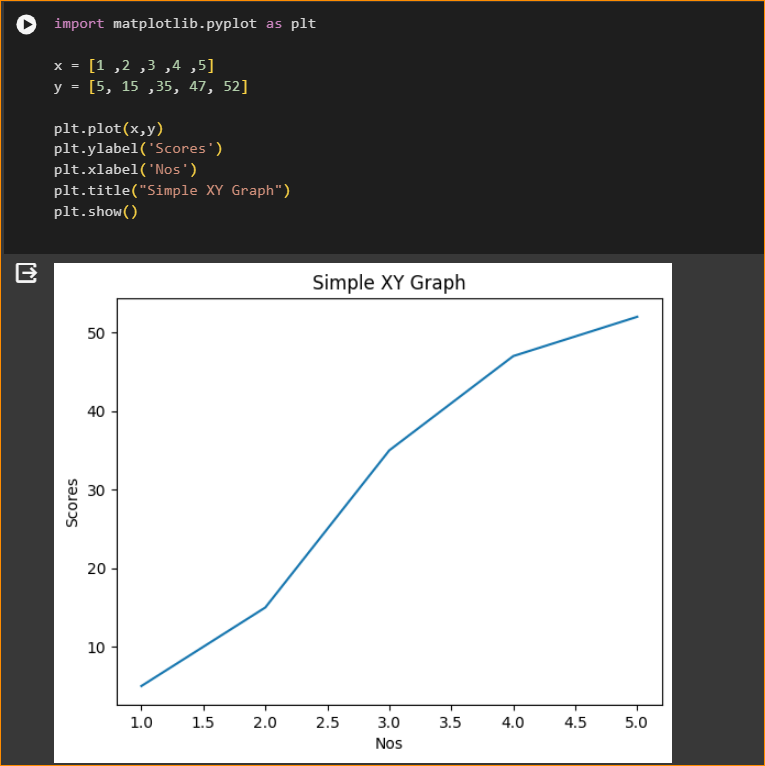 import matplotlib.pyplot as plt
x = [1 ,2 ,3 ,4 ,5]
y = [5, 15 ,35, 47, 52]
plt.plot(x,y)
plt.ylabel('Scores')
plt.xlabel('Nos')
plt.title("Simple XY Graph")
plt.show()
Simple XY Graph
50
40
30
20
10
Scores
1.0 1.5 2.0 2.5 3.0 3.5 4.0 4.5 5.0
Nos